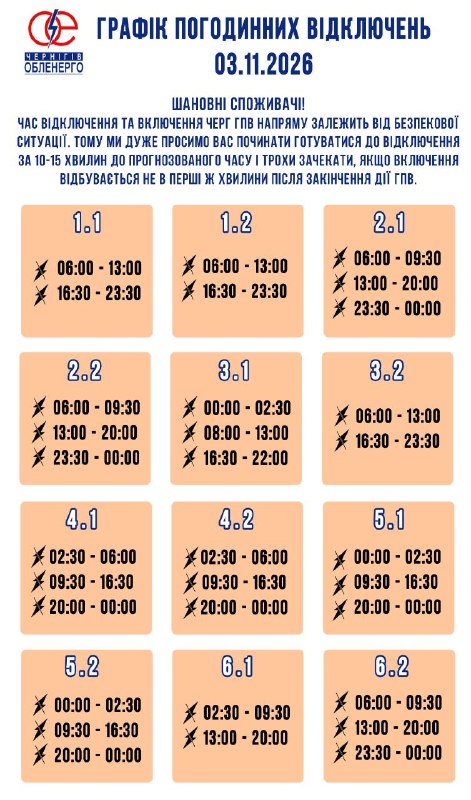 ЧЕРНІГІВ
ОБЛЕНЕРГО
ГРАФІК ПОГОДИННИХ ВІДКЛЮЧЕНЬ
03.11.2026
ШАНОВНІ СПОЖИВАЧІ!
ЧАС ВІДКЛЮЧЕННЯ ТА ВКЛЮЧЕННЯ ЧЕРГ ГПВ НАПРЯМУ ЗАЛЕЖИТЬ ВІД БЕЗПЕКОВОЇ
СИТУАЦІЇ. ТОМУ МИ ДУЖЕ ПРОСИМО ВАС ПОЧИНАТИ ГОТУВАТИСЯ ДО ВІДКЛЮЧЕННЯ
ЗА 10-15 ХВИЛИН ДО ПРОГНОЗОВАНОГО ЧАСУ І ТРОХИ ЗАЧЕКАТИ, ЯКЩО ВКЛЮЧЕННЯ
ВІДБУВАЄТЬСЯ НЕ В ПЕРШІ Ж ХВИЛИНИ ПІСЛЯ ЗАКІНЧЕННЯ ДІЇ ГПВ.
1.1
06:00 - 13:00
16:30 - 23:30
1.2
06:00 - 13:00
16:30 - 23:30
2.1
06:00 - 09:30
13:00 - 20:00
23:30 - 00:00
2.2
06:00 - 09:30
13:00 - 20:00
23:30 - 00:00
3.1
00:00 - 02:30
08:00 - 13:00
16:30 - 22:00
3.2
06:00 - 13:00
16:30 - 23:30
4.1
02:30 - 06:00
09:30 - 16:30
20:00 - 00:00
4.2
02:30 - 06:00
09:30 - 16:30
20:00 - 00:00
5.1
00:00 - 02:30
09:30 - 16:30
20:00 - 00:00
5.2
00:00 - 02:30
09:30 - 16:30
20:00 - 00:00
6.1
02:30 - 09:30
13:00 - 20:00
6.2
06:00 - 09:30
13:00 - 20:00
23:30 - 00:00